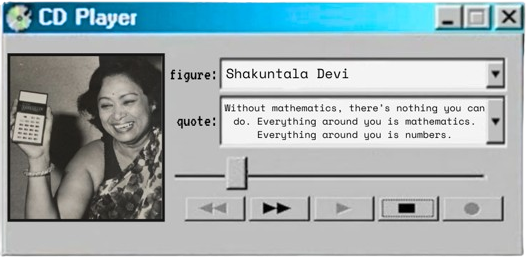 CD Player
figure: Shakuntala Devi
quote: Without mathematics, there's nothing you can
do. Everything around you is mathematics.
Everything around you is numbers.